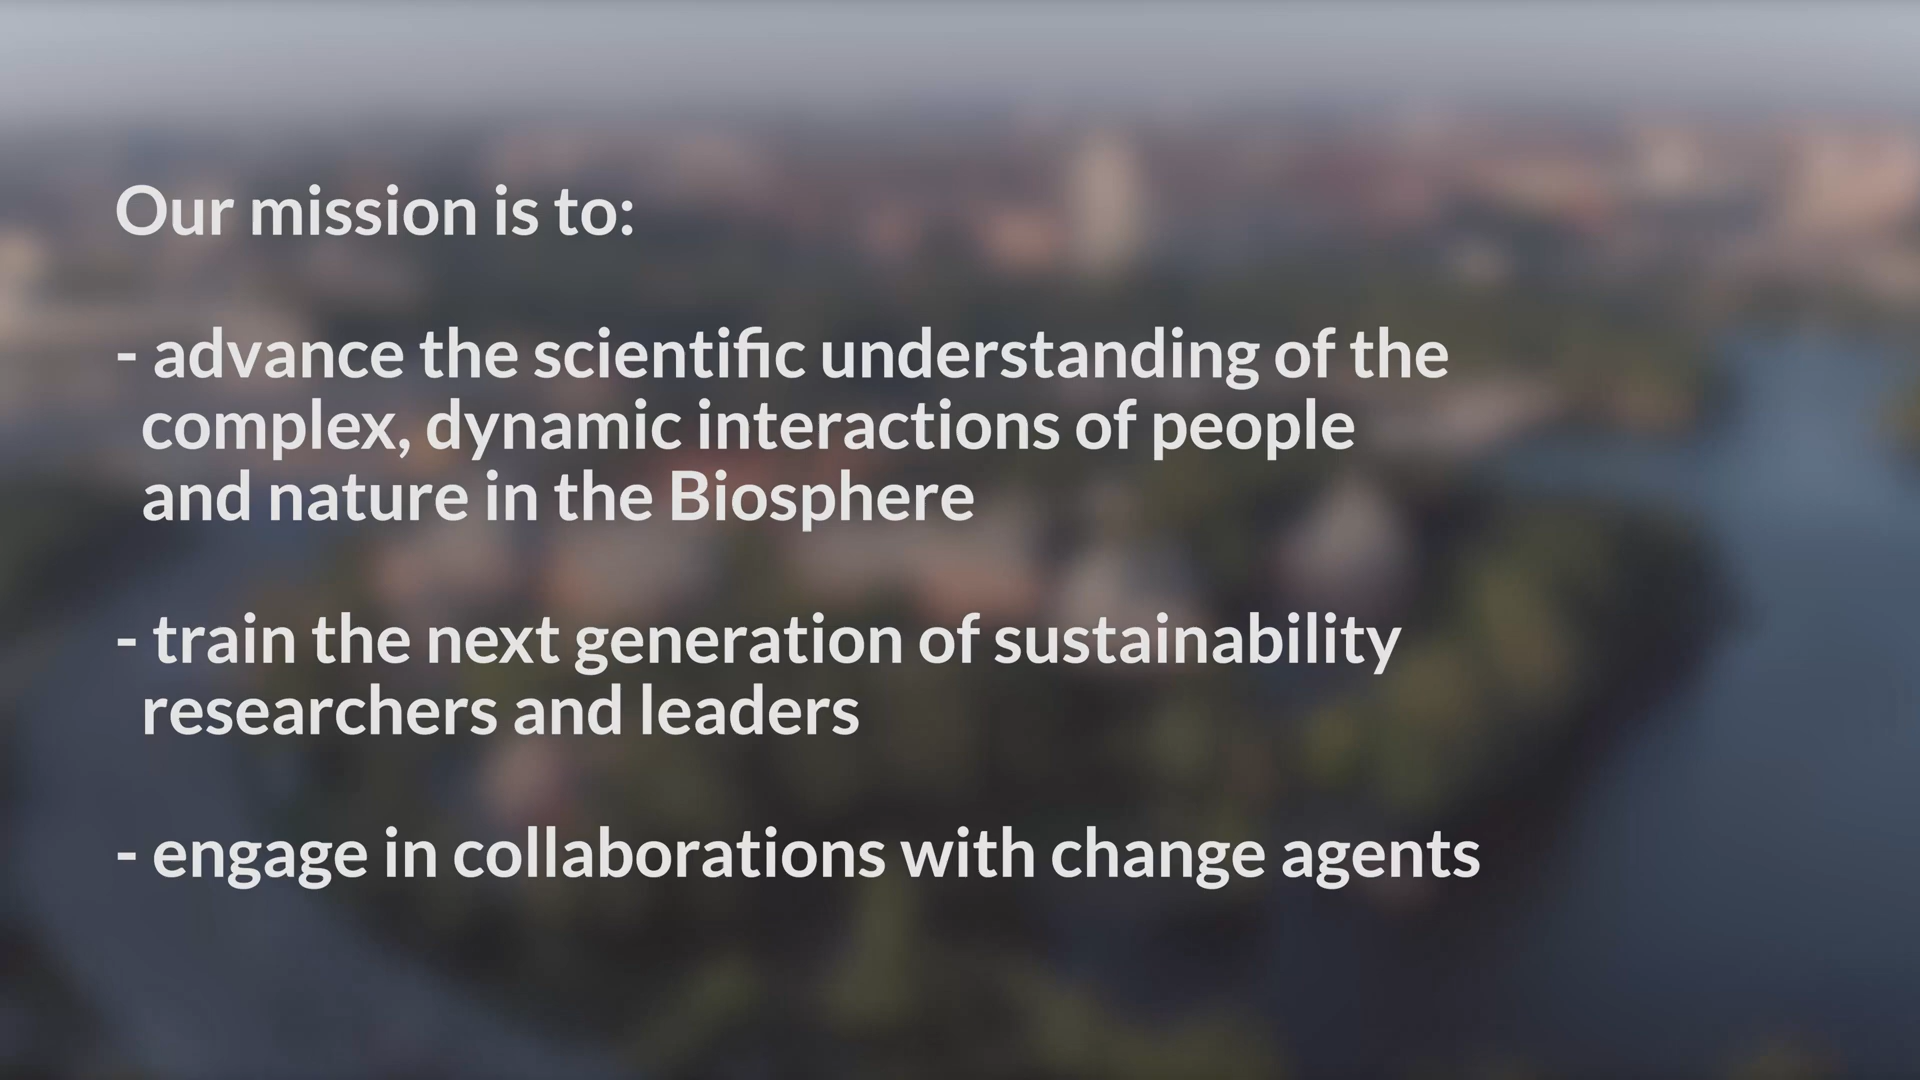 Our mission is to:
- advance the scientific understanding of the
complex, dynamic interactions of people
and nature in the Biosphere
- train the next generation of sustainability
researchers and leaders
- engage in collaborations with change agents